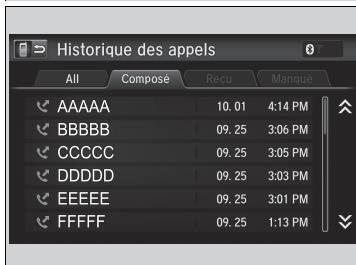 Historique des appels
All Composé Reçu Manqué
AAAAA 10. 01 4:14 PM
BBBBB 09. 25 3:06 PM
CCCCC 09. 25 3:05 PM
DDDDD 09. 25 3:03 PM
EEEEE 09. 25 3:01 PM
FFFFF 09. 25 1:13 PM